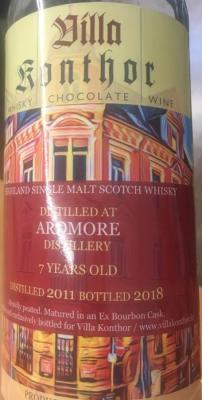 Villa
Konthor
WHISKY · CHOCOLATE · WINE
HIGHLAND SINGLE MALT SCOTCH WHISKY
DISTILLED AT
ARDMORE
DISTILLERY
7 YEARS OLD
DISTILLED 2011 BOTTLED 2018
Heavily peated. Matured in an Ex Bourbon Cask.
exclusively bottled for Villa Konthor / www.villakonthor